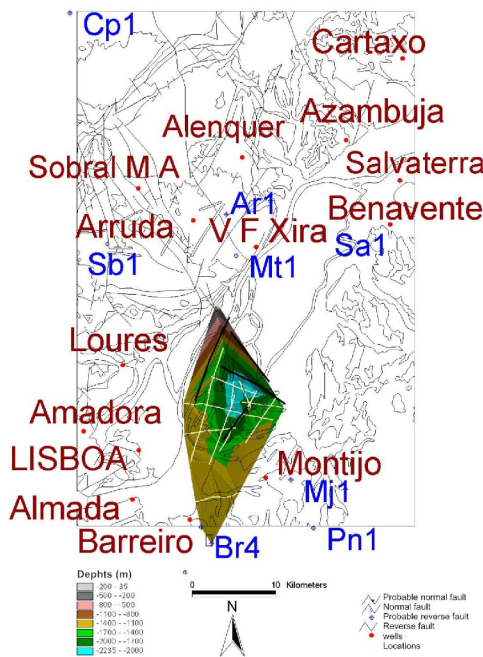 Cp1
Cartaxo
Azambuja
Alenquer
Sobral M A
Salvaterra
Ar1
Benavente
Arruda
V F Xira
Sa1
Sb1
Mt1
Loures
Amadora
LISBOA
Montijo
Mj1
Almada
Barreiro
Br4
Pn1
Dephts (m)
-200 - 35
-500 - -200
-800 - -500
-1100 - -800
-1400 - -1100
-1700 - -1400
-2000 - -1700
-2235 - -2000
0 10 Kilometers
N
Probable normal fault
Normal fault
Probable reverse fault
Reverse fault
wells
Locations